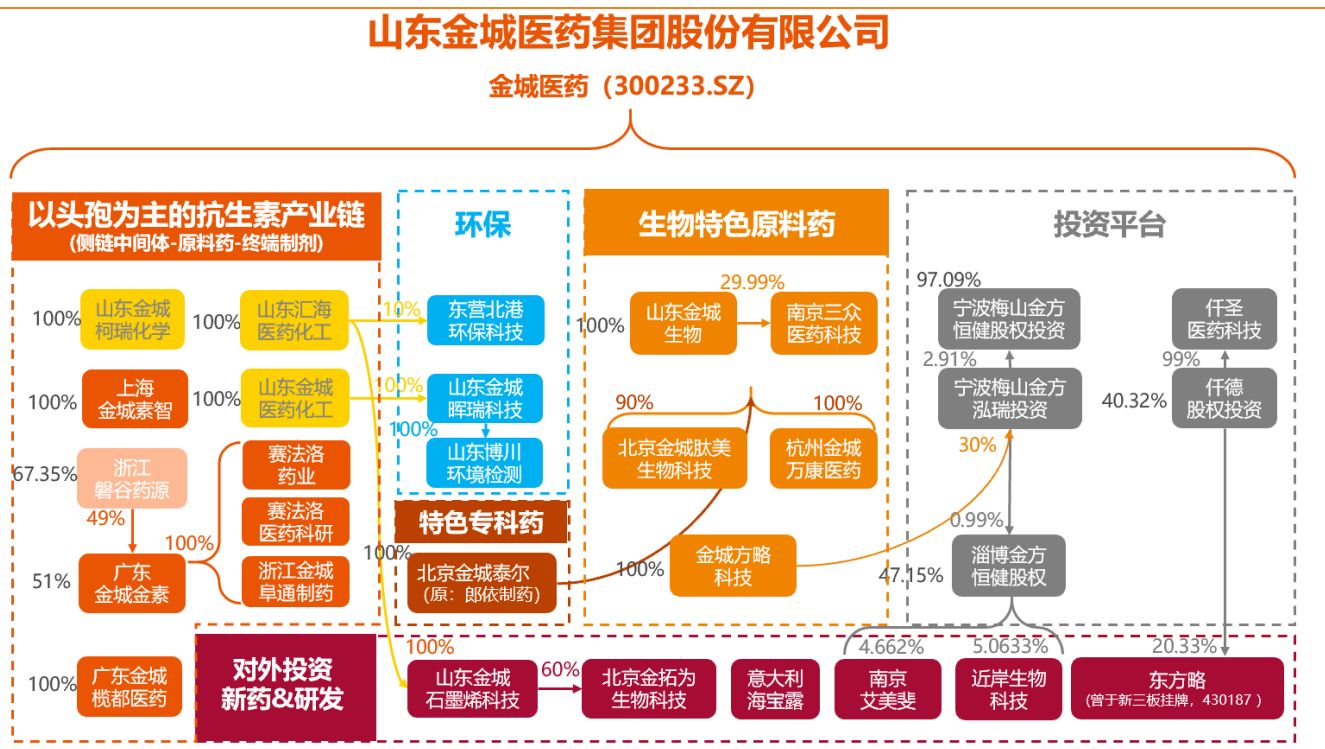 山东金城医药集团股份有限公司
金城医药（300233.SZ）
以头孢为主的抗生素产业链
(侧链中间体-原料药-终端制剂)
100%
山东金城
柯瑞化学
100%
山东汇海
医药化工
100%
上海
金城素智
100%
山东金城
医药化工
67.35%
浙江
磐谷药源
49%
51%
广东
金城金素
100%
赛法洛
药业
赛法洛
医药科研
浙江金城
阜通制药
100%
广东金城
榄都医药
环保
10%
东营北港
环保科技
100%
山东金城
晖瑞科技
100%
山东博川
环境检测
特色专科药
100%
北京金城泰尔
(原：郎依制药)
生物特色原料药
100%
山东金城
生物
29.99%
南京三众
医药科技
90%
北京金城肽美
生物科技
100%
杭州金城
万康医药
100%
金城方略
科技
投资平台
97.09%
宁波梅山金方
恒健股权投资
2.91%
宁波梅山金方
泓瑞投资
30%
0.99%
47.15%
淄博金方
恒健股权
仟圣
医药科技
99%
40.32%
仟德
股权投资
对外投资
新药&研发
100%
山东金城
石墨烯科技
60%
北京金拓为
生物科技
意大利
海宝露
4.662%
南京
艾美斐
5.0633%
近岸生物
科技
20.33%
东方略
(曾于新三板挂牌，430187 )